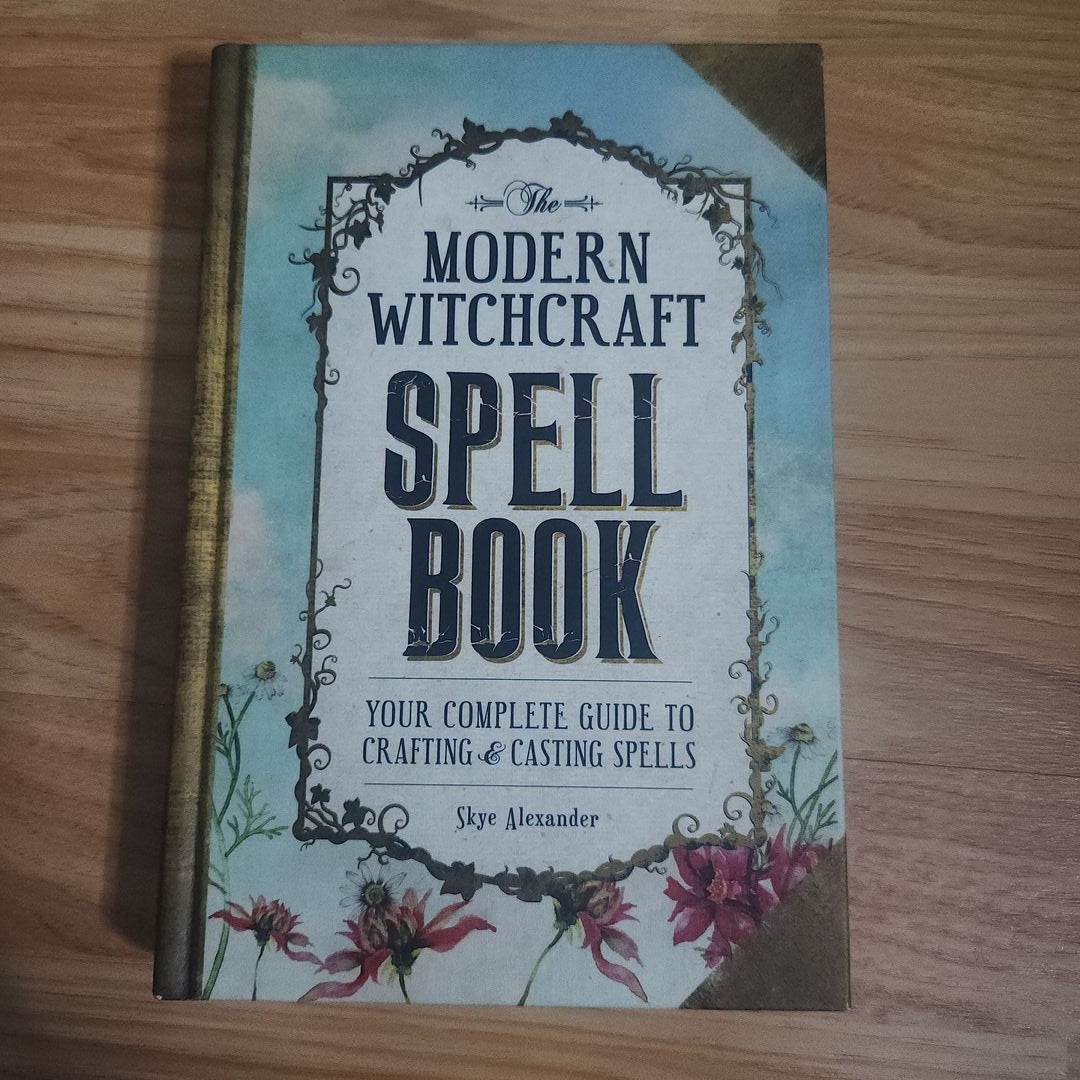 The
MODERN
WITCHCRAFT
SPELL
BOOK
YOUR COMPLETE GUIDE TO
CRAFTING & CASTING SPELLS
Skye Alexander